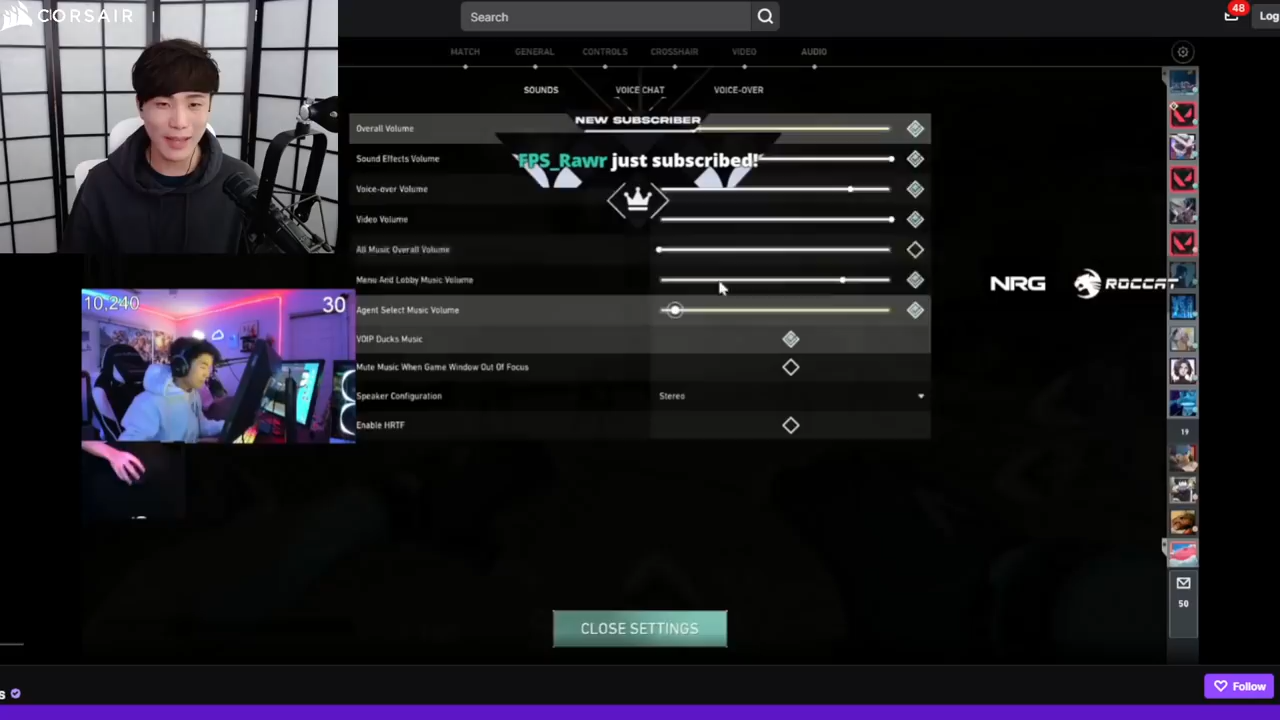 CORSAIR
Search
48
Log
MATCH
GENERAL
CONTROLS
CROSSHAIR
VIDEO
AUDIO
SOUNDS
VOICE CHAT
VOICE-OVER
NEW SUBSCRIBER
FPS_Rawr just subscribed!
Overall Volume
Sound Effects Volume
Voice-over Volume
Video Volume
All Music Overall Volume
Menu And Lobby Music Volume
Agent Select Music Volume
VOIP Ducks Music
Mute Music When Game Window Out Of Focus
Speaker Configuration
Stereo
Enable HRTF
NRG
ROCCAT
10,240
30
19
50
CLOSE SETTINGS
s
Follow